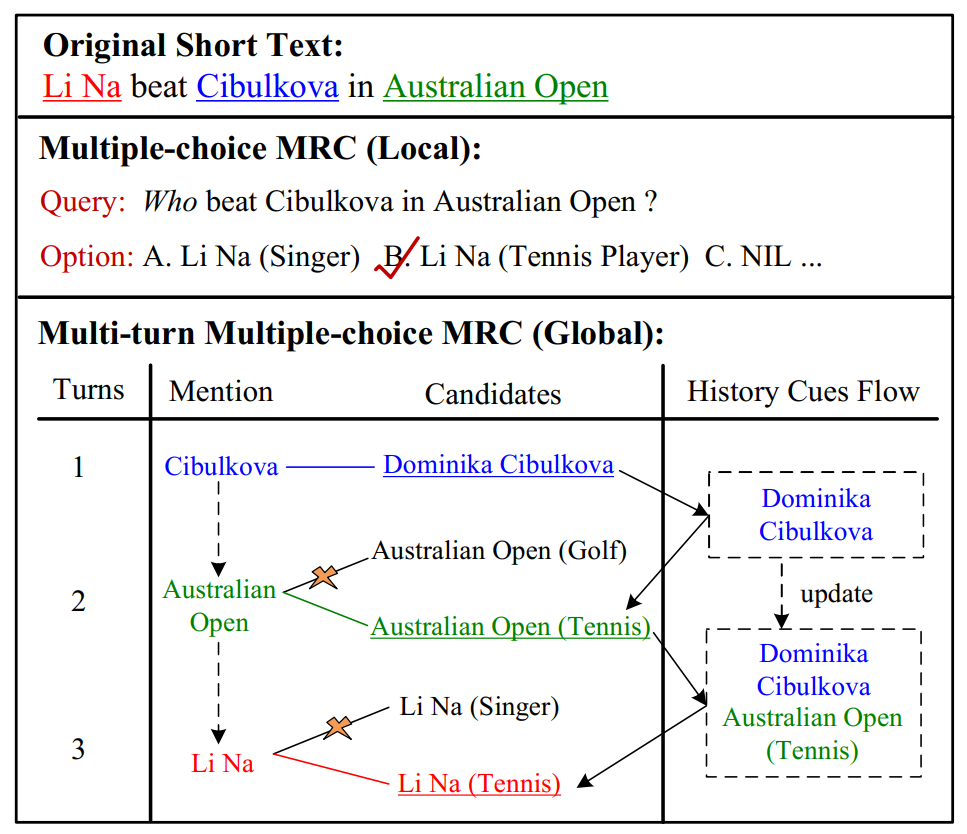 Original Short Text:
Li Na beat Cibulkova in Australian Open
Multiple-choice MRC (Local):
Query: Who beat Cibulkova in Australian Open ?
Option: A. Li Na (Singer) B. Li Na (Tennis Player) C. NIL ...
Multi-turn Multiple-choice MRC (Global):
Turns Mention Candidates History Cues Flow
1 Cibulkova Dominika Cibulkova
Dominika
Cibulkova
Australian Open (Golf)
2 Australian
Open
update
Australian Open (Tennis)
Dominika
Cibulkova
Australian Open
(Tennis)
Li Na (Singer)
3 Li Na
Li Na (Tennis)